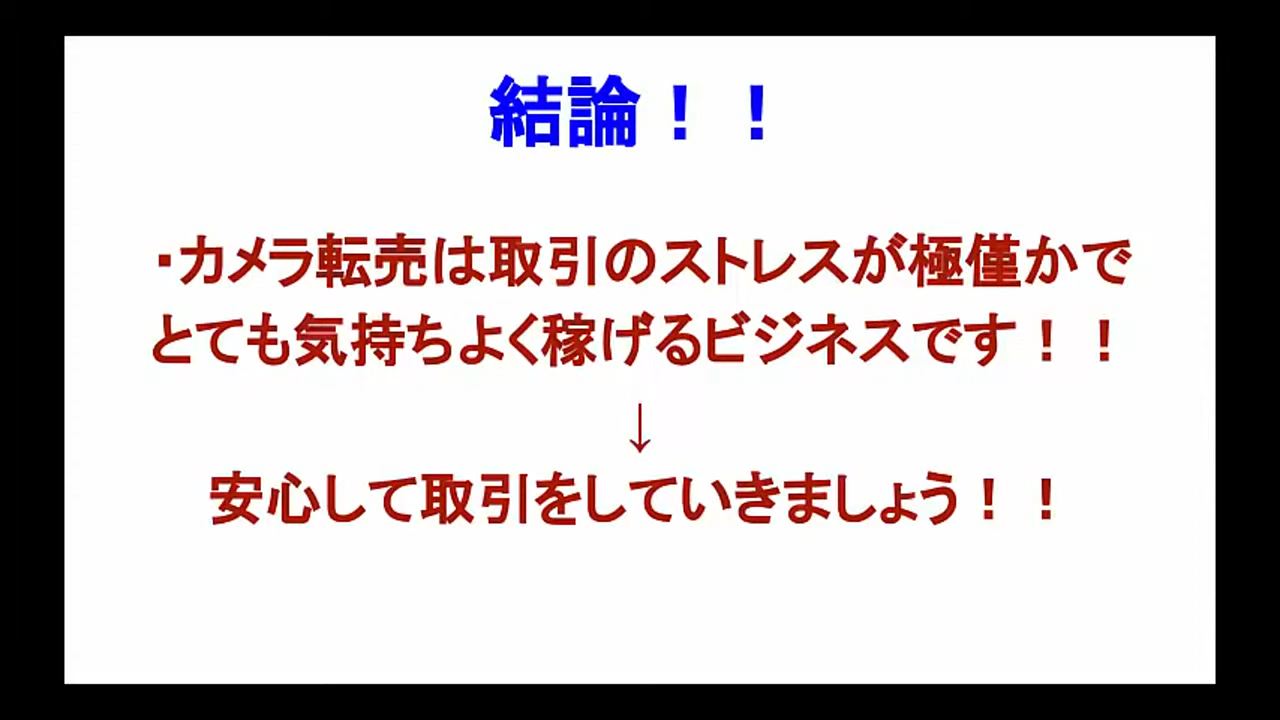 結論！！
・カメラ転売は取引のストレスが極僅かで
とても気持ちよく稼げるビジネスです！！
↓
安心して取引をしていきましょう！！